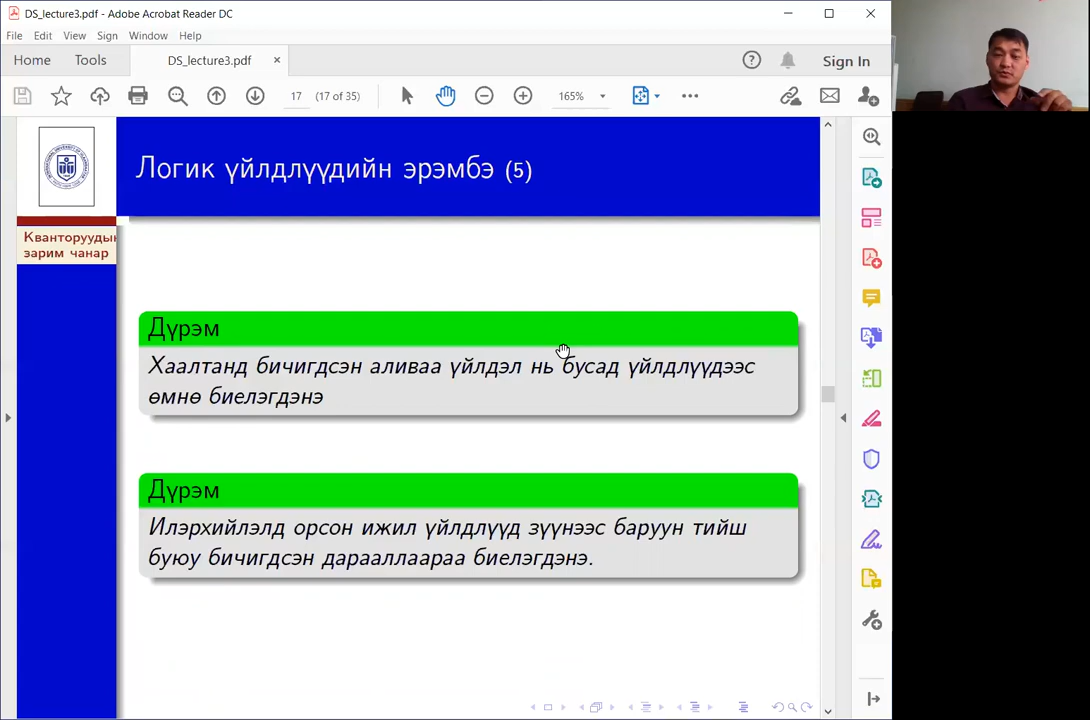 DS_lecture3.pdf - Adobe Acrobat Reader DC
File Edit View Sign Window Help
Home Tools DS_lecture3.pdf × Sign In
17 (17 of 35) 165%
Логик үйлдлүүдийн эрэмбэ (5)
Кванторууды
зарим чанар
Дүрэм
Хаалтанд бичигдсэн аливаа үйлдэл нь бусад үйлдлүүдээс
өмнө биелэгдэнэ
Дүрэм
Илэрхийлэлд орсон ижил үйлдлүүд зүүнээс баруун тийш
буюу бичигдсэн дарааллаараа биелэгдэнэ.